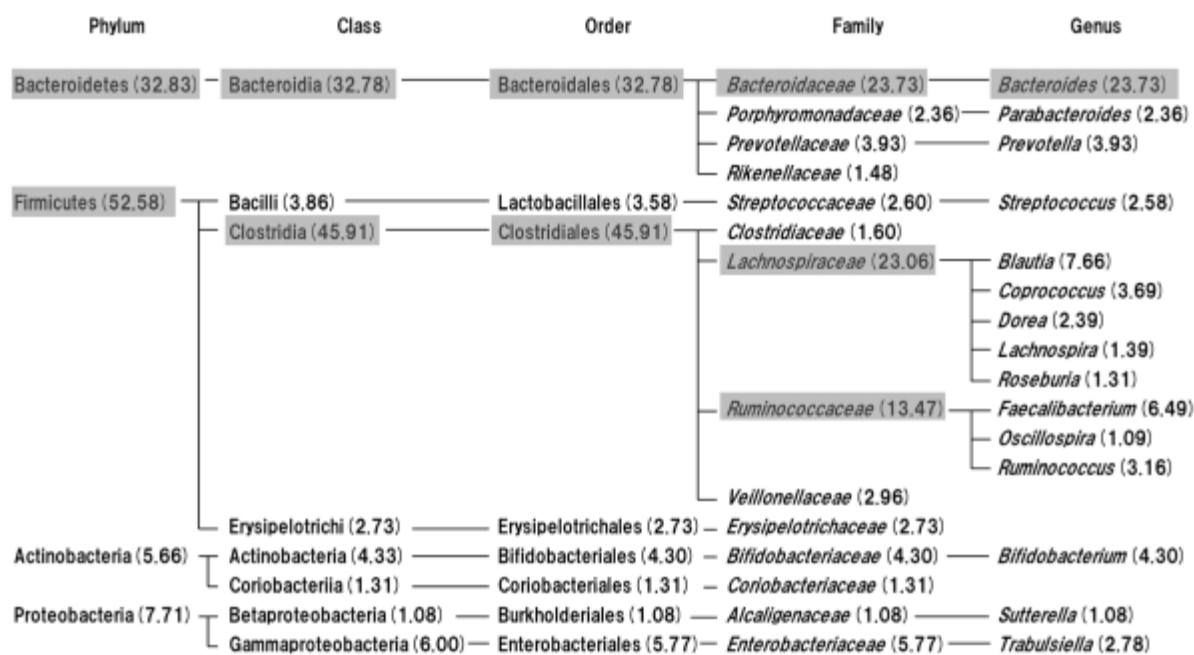 Phylum Class Order Family Genus
Bacteroidetes (32.83) Bacteroidia (32.78) Bacteroidales (32.78) Bacteroidaceae (23.73) Bacteroides (23.73)
Porphyromonadaceae (2.36) Parabacteroides (2.36)
Prevotellaceae (3.93) Prevotella (3.93)
Rikenellaceae (1.48)
Firmicutes (52.58) Bacilli (3.86) Lactobacillales (3.58) Streptococcaceae (2.60) Streptococcus (2.58)
Clostridia (45.91) Clostridiales (45.91) Clostridiaceae (1.60)
Lachnospiraceae (23.06) Blautia (7.66)
Coprococcus (3.69)
Dorea (2.39)
Lachnospira (1.39)
Roseburia (1.31)
Ruminococcaceae (13.47) Faecalibacterium (6.49)
Oscillospira (1.09)
Ruminococcus (3.16)
Veillonellaceae (2.96)
Erysipelotrichi (2.73) Erysipelotrichales (2.73) Erysipelotrichaceae (2.73)
Actinobacteria (5.66) Actinobacteria (4.33) Bifidobacteriales (4.30) Bifidobacteriaceae (4.30) Bifidobacterium (4.30)
Coriobacteriia (1.31) Coriobacteriales (1.31) Coriobacteriaceae (1.31)
Proteobacteria (7.71) Betaproteobacteria (1.08) Burkholderiales (1.08) Alcaligenaceae (1.08) Sutterella (1.08)
Gammaproteobacteria (6.00) Enterobacteriales (5.77) Enterobacteriaceae (5.77) Trabulsiella (2.78)